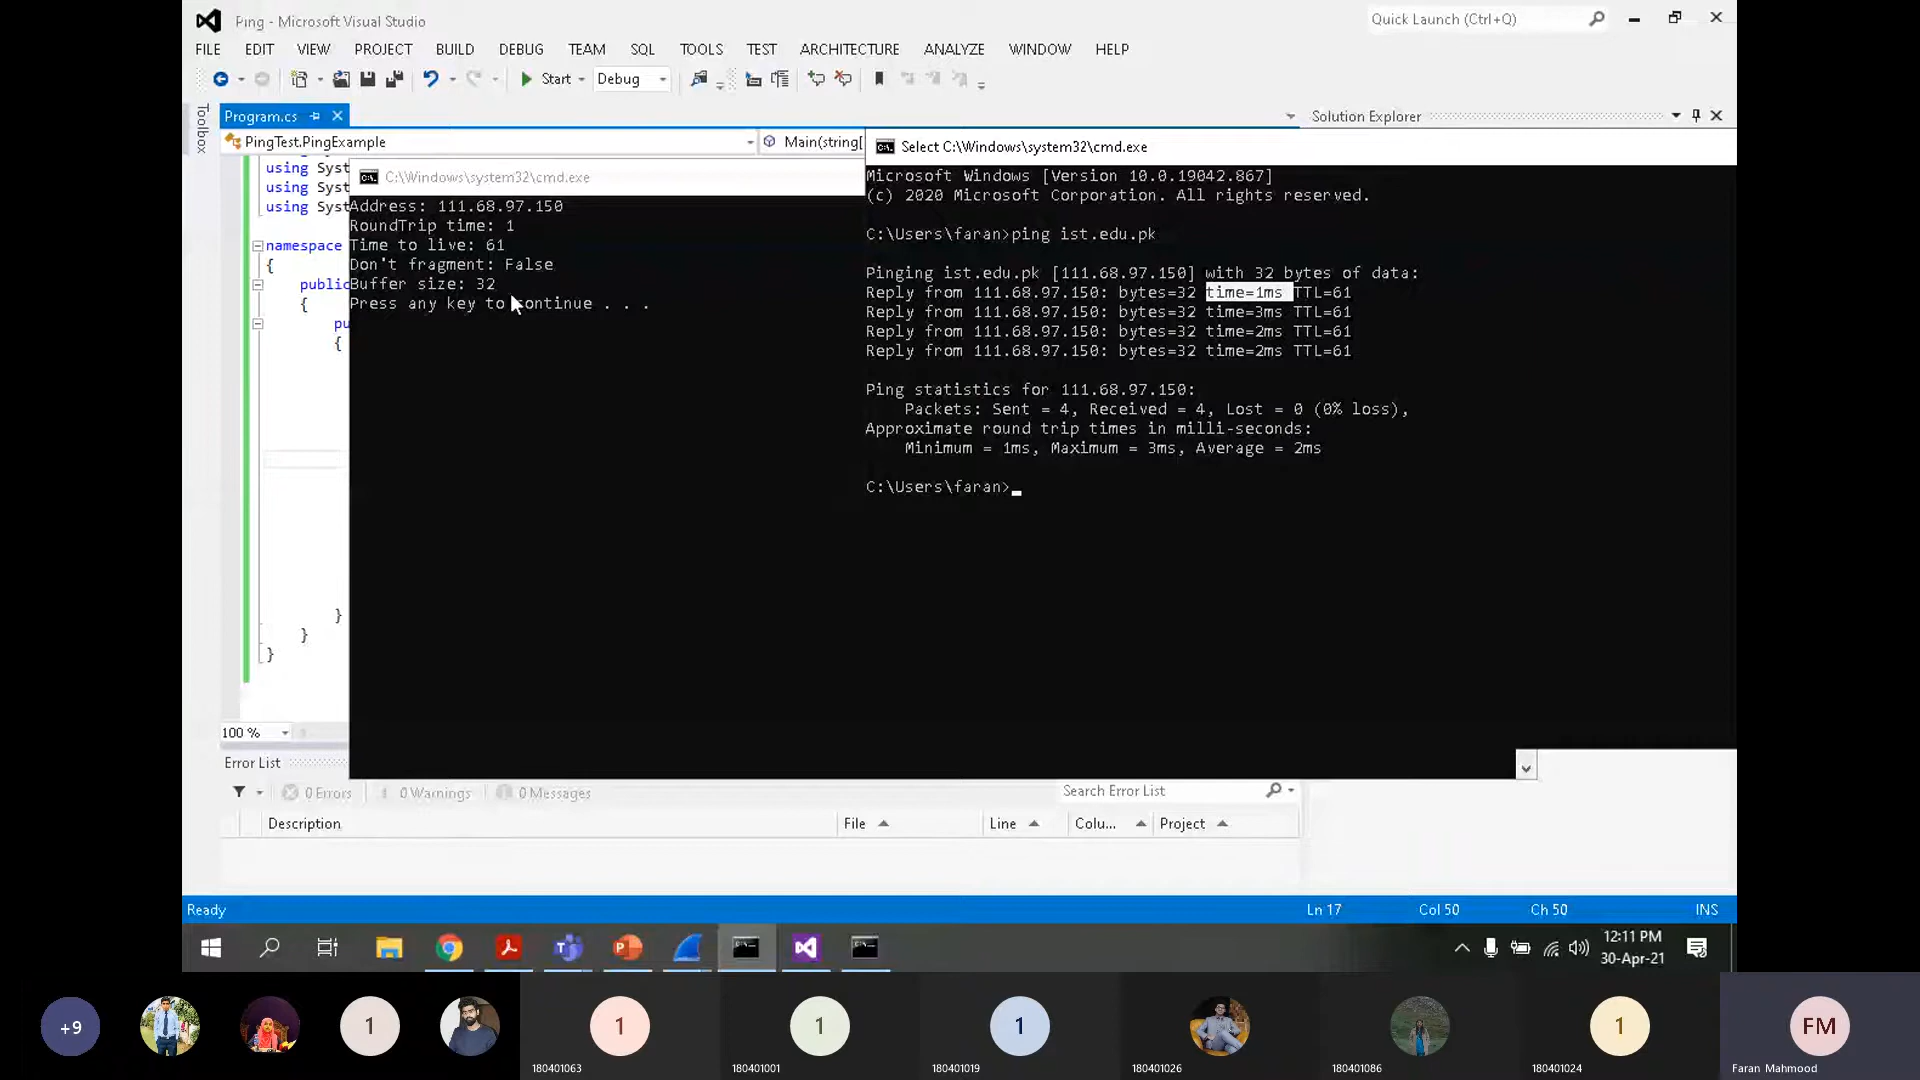 Ping - Microsoft Visual Studio
Quick Launch (Ctrl+Q)
FILE EDIT VIEW PROJECT BUILD DEBUG TEAM SQL TOOLS TEST ARCHITECTURE ANALYZE WINDOW HELP
Start Debug
Toolbox
Program.cs
Solution Explorer
PingTest.PingExample
Main(string[
using Syst
using Syst
using Syst
namespace
{
public
{
pu
{
}
}
}
C:\Windows\system32\cmd.exe
Address: 111.68.97.150
RoundTrip time: 1
Time to live: 61
Don't fragment: False
Buffer size: 32
Press any key to continue . . .
Select C:\Windows\system32\cmd.exe
Microsoft Windows [Version 10.0.19042.867]
(c) 2020 Microsoft Corporation. All rights reserved.
C:\Users\faran>ping ist.edu.pk
Pinging ist.edu.pk [111.68.97.150] with 32 bytes of data:
Reply from 111.68.97.150: bytes=32 time=1ms TTL=61
Reply from 111.68.97.150: bytes=32 time=3ms TTL=61
Reply from 111.68.97.150: bytes=32 time=2ms TTL=61
Reply from 111.68.97.150: bytes=32 time=2ms TTL=61
Ping statistics for 111.68.97.150:
Packets: Sent = 4, Received = 4, Lost = 0 (0% loss),
Approximate round trip times in milli-seconds:
Minimum = 1ms, Maximum = 3ms, Average = 2ms
C:\Users\faran>_
100 %
Error List
0 Errors 0 Warnings 0 Messages
Search Error List
Description File Line Colu... Project
Ready
Ln 17 Col 50 Ch 50 INS
12:11 PM
30-Apr-21
+9
1
1
1
1
1
FM
180401063
180401001
180401019
180401026
180401086
180401024
Faran Mahmood